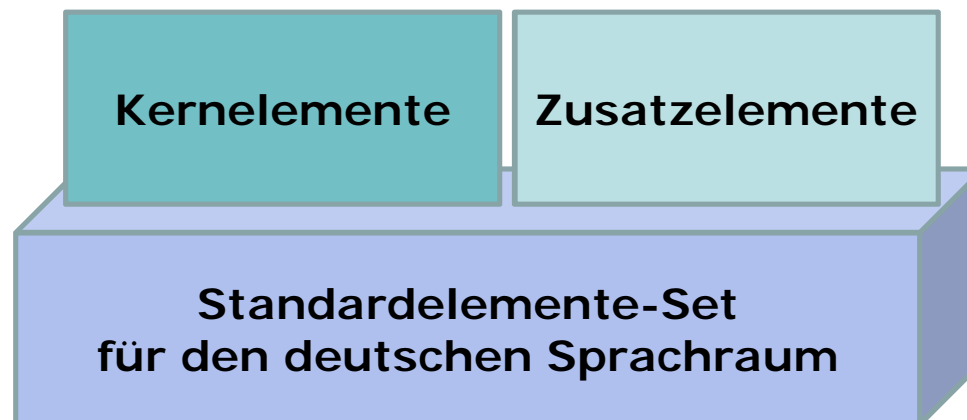 Kernelemente
Zusatzelemente
Standardelemente-Set
für den deutschen Sprachraum